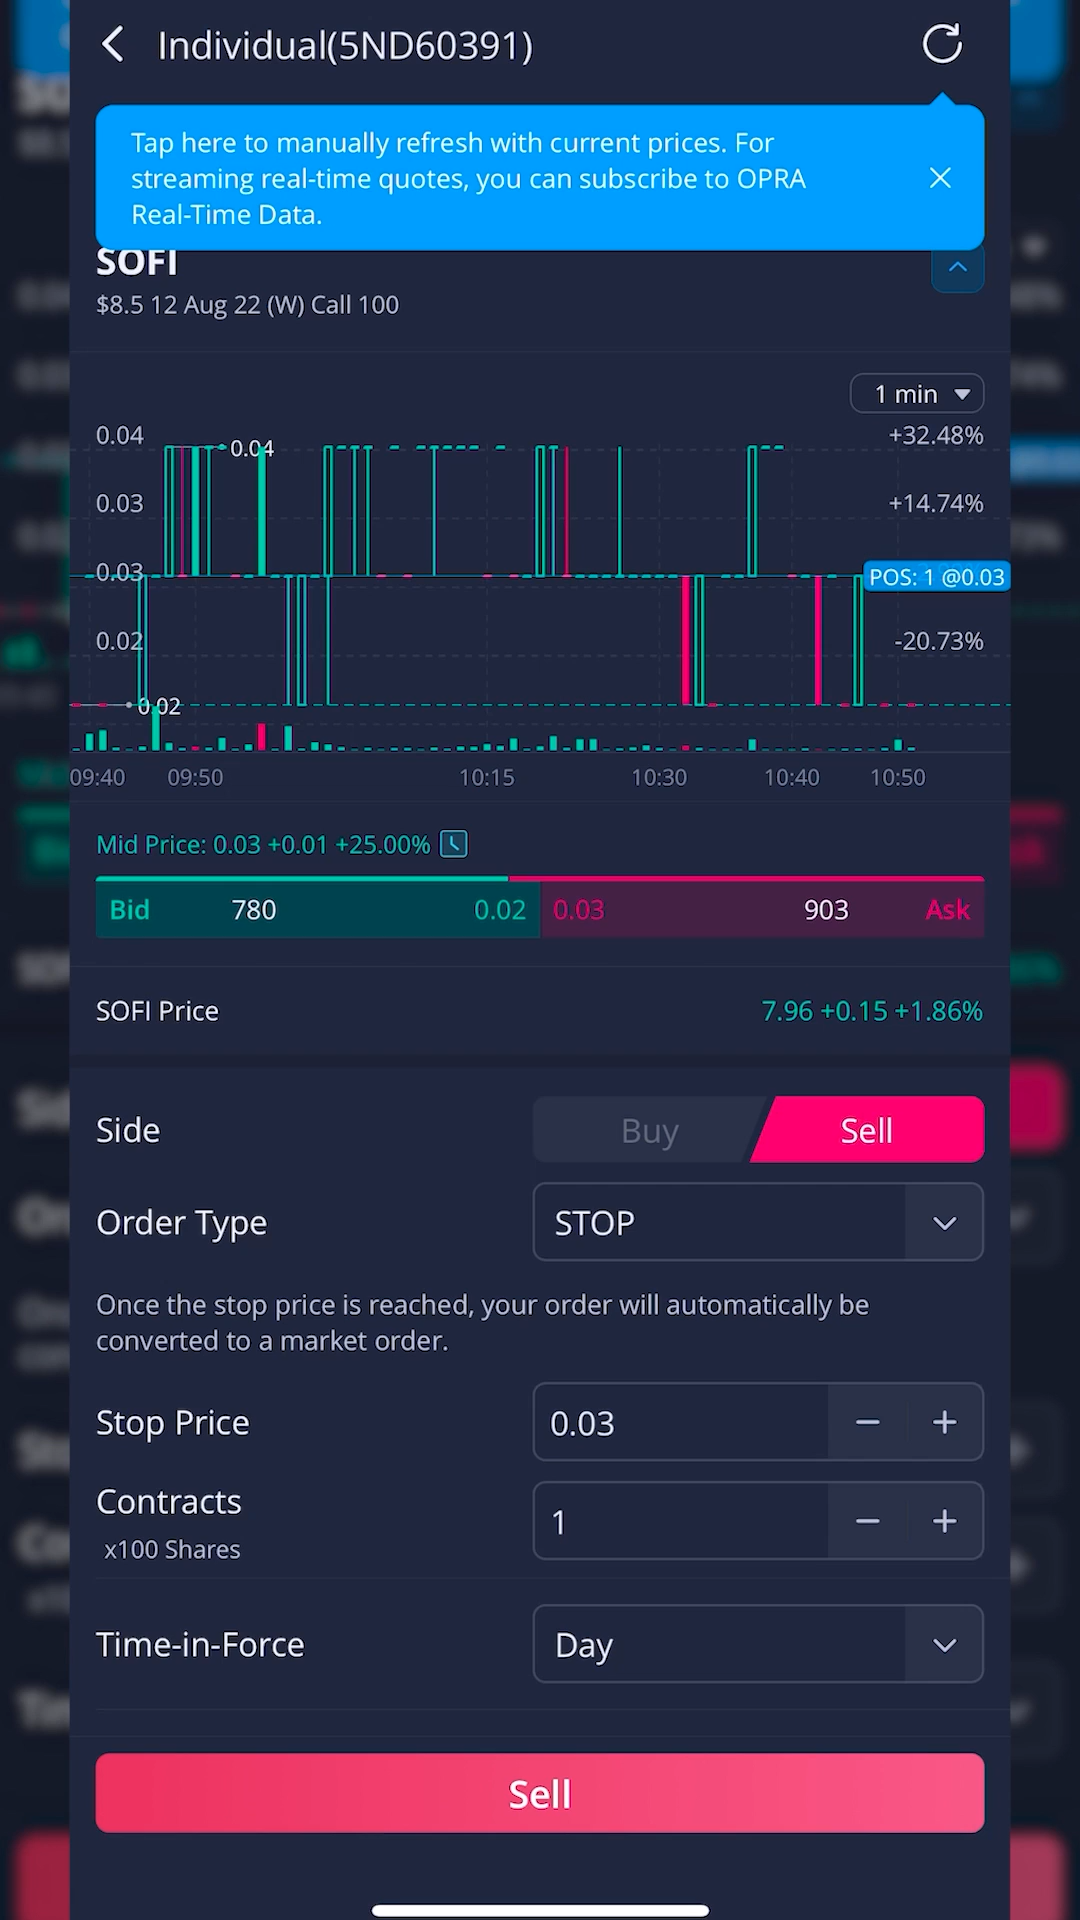 Individual(5ND60391)
Tap here to manually refresh with current prices. For
streaming real-time quotes, you can subscribe to OPRA
Real-Time Data.
SOFI
$8.5 12 Aug 22 (W) Call 100
1 min
0.04
+32.48%
0.04
0.03
+14.74%
0.03
POS: 1 @0.03
0.02
-20.73%
0.02
09:40 09:50 10:15 10:30 10:40 10:50
Mid Price: 0.03 +0.01 +25.00%
Bid 780 0.02 0.03 903 Ask
SOFI Price 7.96 +0.15 +1.86%
Side Buy Sell
Order Type STOP
Once the stop price is reached, your order will automatically be
converted to a market order.
Stop Price 0.03
Contracts 1
x100 Shares
Time-in-Force Day
Sell